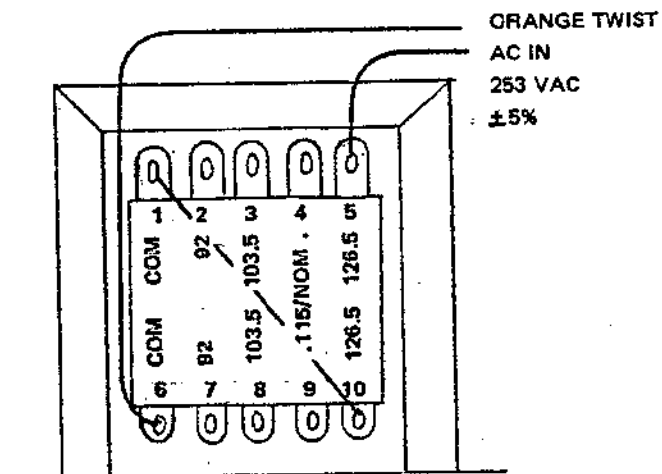 ORANGE TWIST
AC IN
253 VAC
±5%
1 2 3 4 5
COM 92 103.5 .115/NOM. 126.5
COM 92 103.5 126.5
6 7 8 9 10